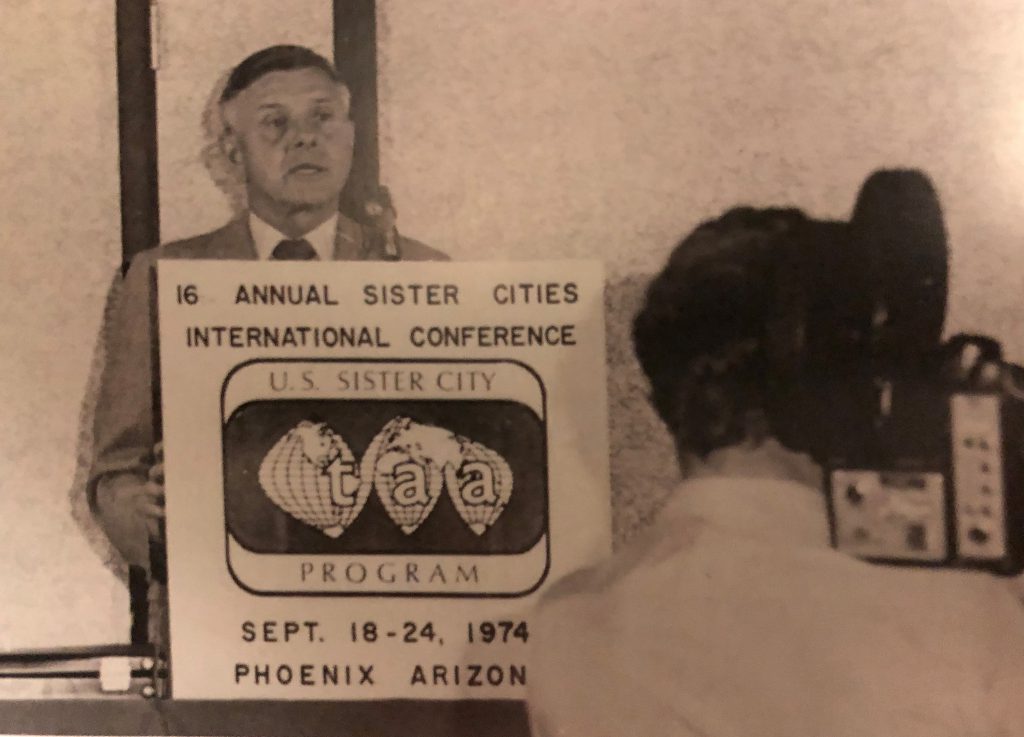 16 ANNUAL SISTER CITIES
INTERNATIONAL CONFERENCE
U.S. SISTER CITY
taa
PROGRAM
SEPT. 18-24, 1974
PHOENIX ARIZON